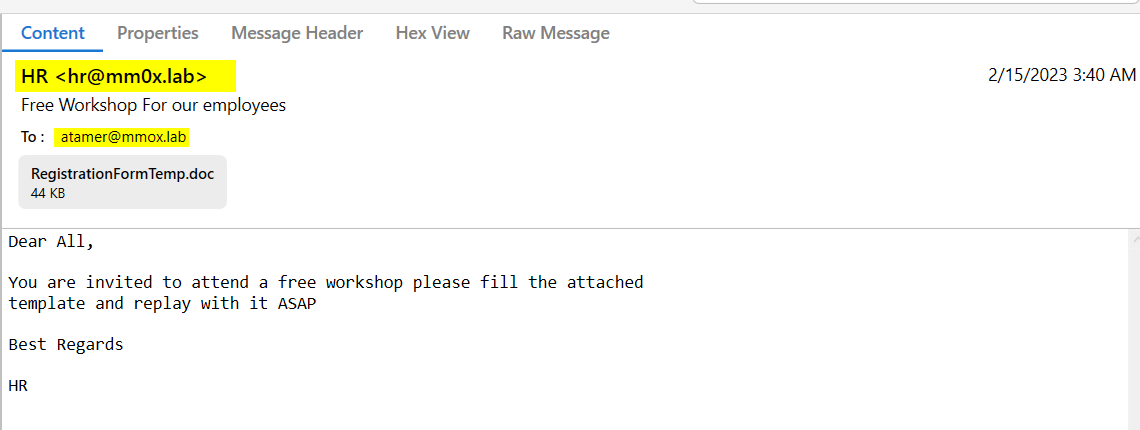 Content Properties Message Header Hex View Raw Message
HR <hr@mm0x.lab> 2/15/2023 3:40 AM
Free Workshop For our employees
To : atamer@mmox.lab
RegistrationFormTemp.doc
44 KB
Dear All,
You are invited to attend a free workshop please fill the attached
template and replay with it ASAP
Best Regards
HR